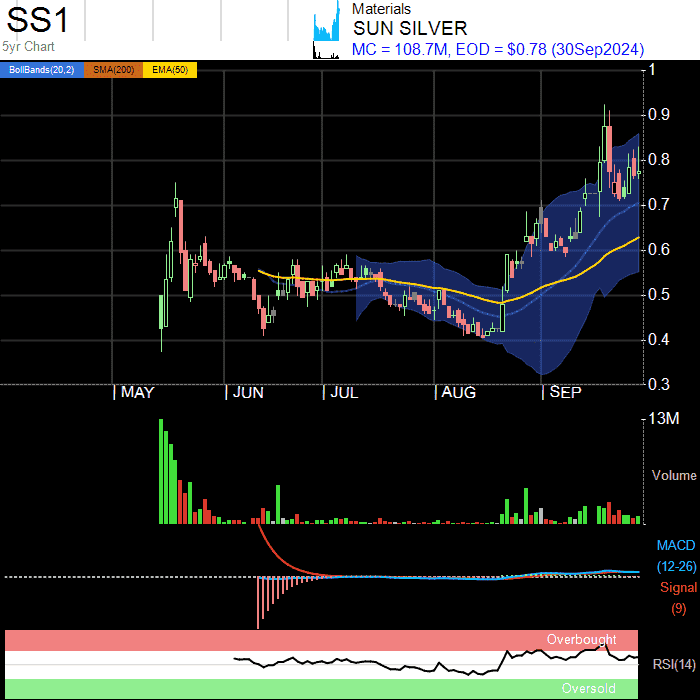 SS1
5yr Chart
Materials
SUN SILVER
MC = 108.7M, EOD = $0.78 (30Sep2024)
BollBands(20,2) SMA(200) EMA(50)
1
0.9
0.8
0.7
0.6
0.5
0.4
0.3
MAY JUN JUL AUG SEP
13M
Volume
MACD
(12-26)
Signal
(9)
Overbought
RSI(14)
Oversold